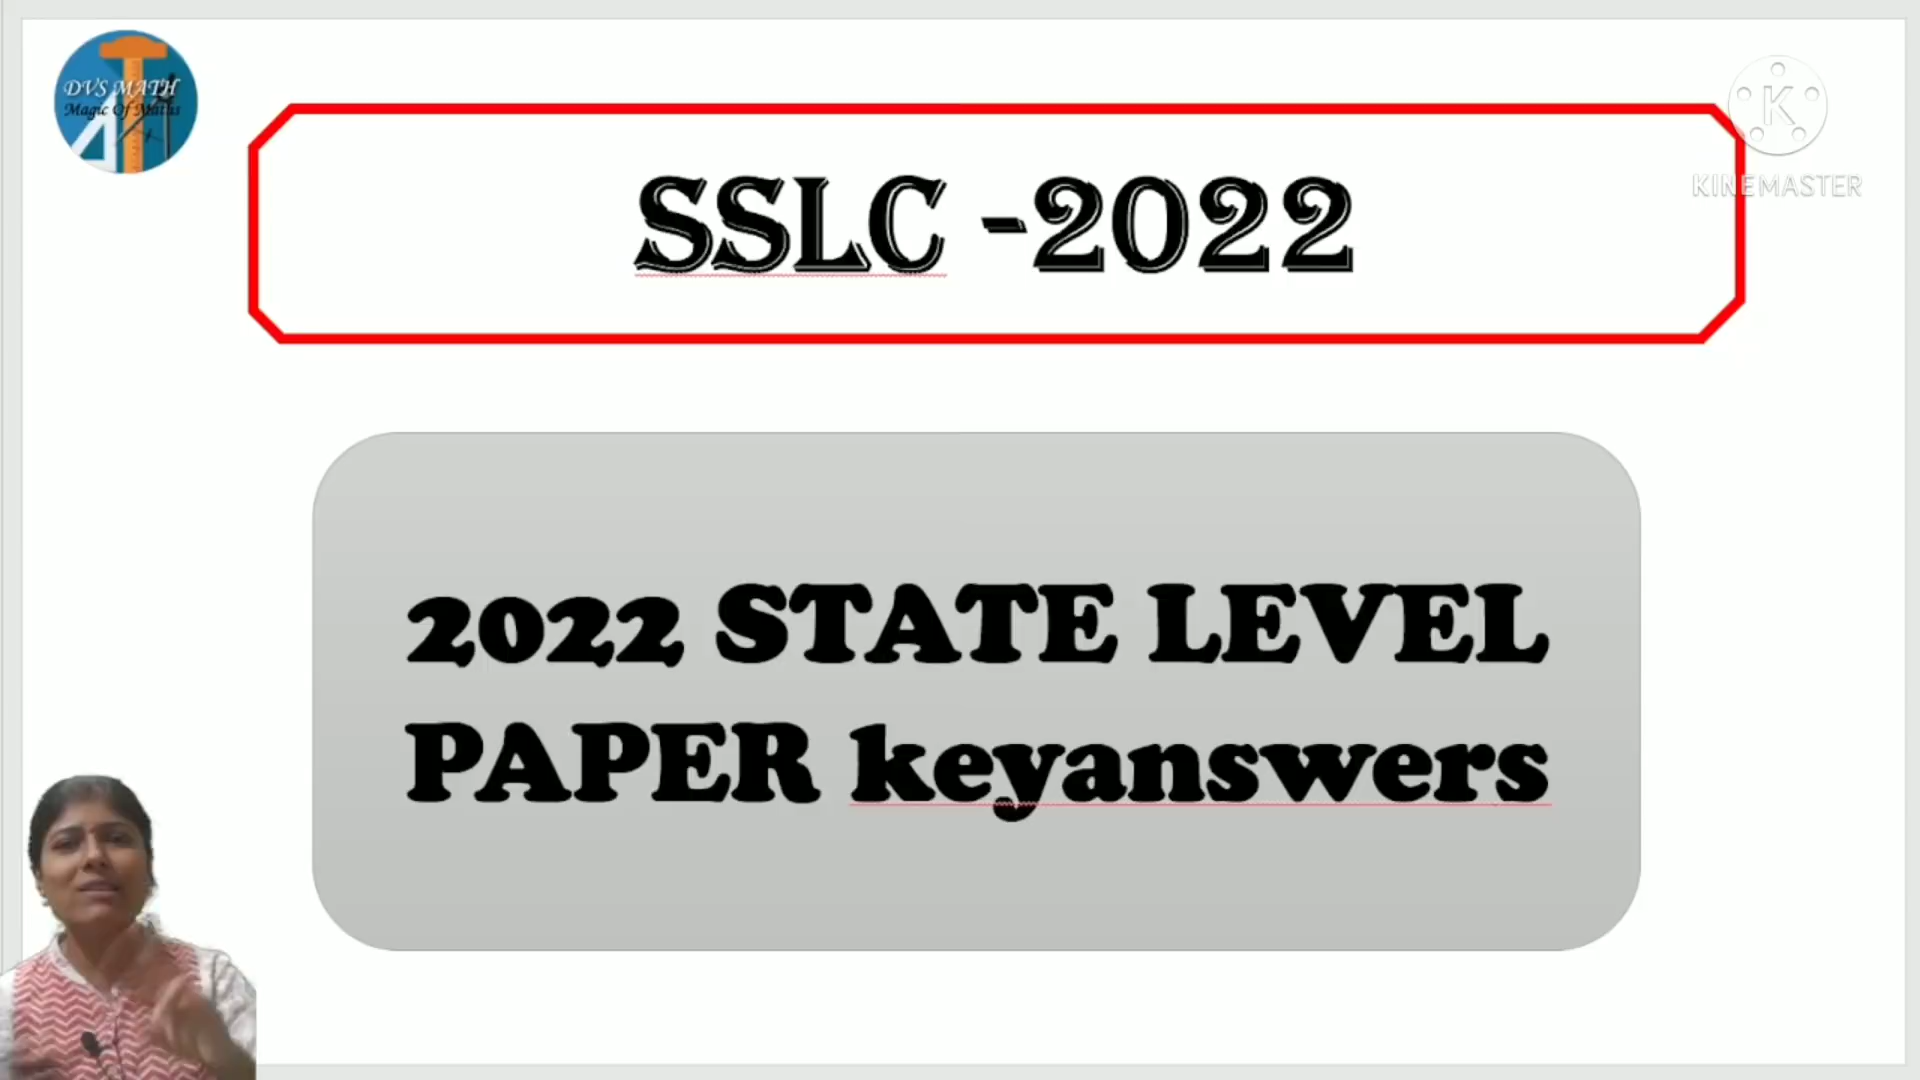 DVS MATH
Magic Of Maths
K
KINEMASTER
SSLC -2022
2022 STATE LEVEL
PAPER keyanswers